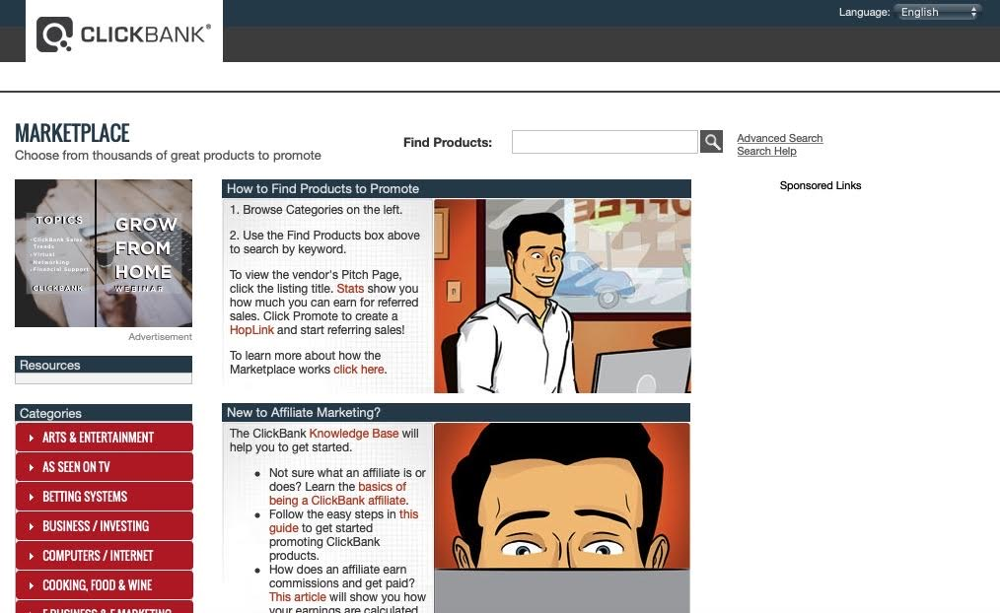 Language: English
CLICKBANK®
MARKETPLACE
Choose from thousands of great products to promote
Find Products:
Advanced Search
Search Help
Sponsored Links
TOPICS
ClickBank Sales
Trends
Virtual
Networking
Financial Support
CLICKBANK
GROW
FROM
HOME
WEBINAR
Advertisement
Resources
Categories
ARTS & ENTERTAINMENT
AS SEEN ON TV
BETTING SYSTEMS
BUSINESS / INVESTING
COMPUTERS / INTERNET
COOKING, FOOD & WINE
E-BUSINESS & E-MARKETING
How to Find Products to Promote
1. Browse Categories on the left.
2. Use the Find Products box above
to search by keyword.
To view the vendor's Pitch Page,
click the listing title. Stats show you
how much you can earn for referred
sales. Click Promote to create a
HopLink and start referring sales!
To learn more about how the
Marketplace works click here.
New to Affiliate Marketing?
The ClickBank Knowledge Base will
help you to get started.
Not sure what an affiliate is or
does? Learn the basics of
being a ClickBank affiliate.
Follow the easy steps in this
guide to get started
promoting ClickBank
products.
How does an affiliate earn
commissions and get paid?
This article will show you how
your earnings are calculated